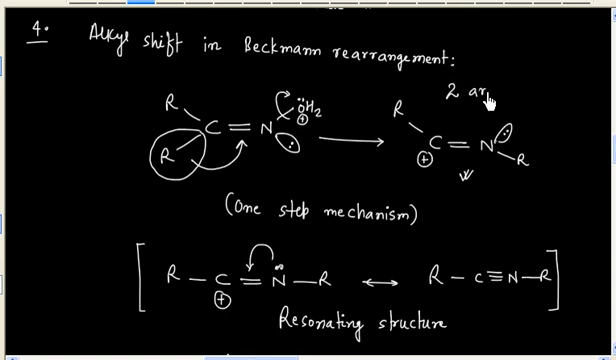 4. Alkyl shift in Beckmann rearrangement:
2 ar
R
C = N
ÖH2
⊕
R
R
C = N
⊕
R
(One step mechanism)
[ R - C = N̈ - R ↔ R - C ≡ N - R ]
⊕
Resonating structure